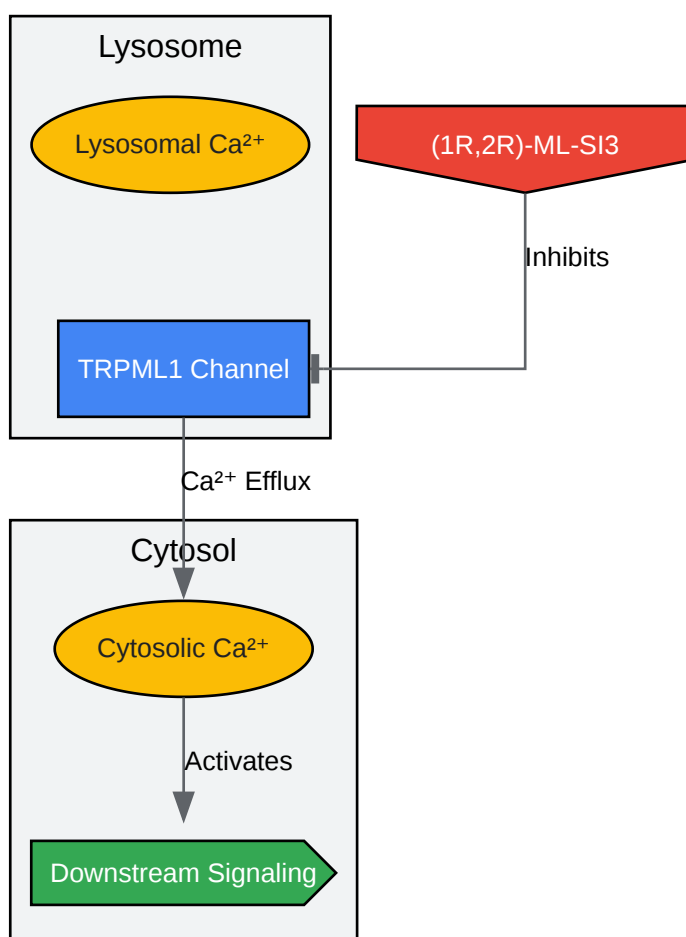 Lysosome
Lysosomal Ca²⁺
(1R,2R)-ML-SI3
Inhibits
TRPML1 Channel
Ca²⁺ Efflux
Cytosol
Cytosolic Ca²⁺
Activates
Downstream Signaling